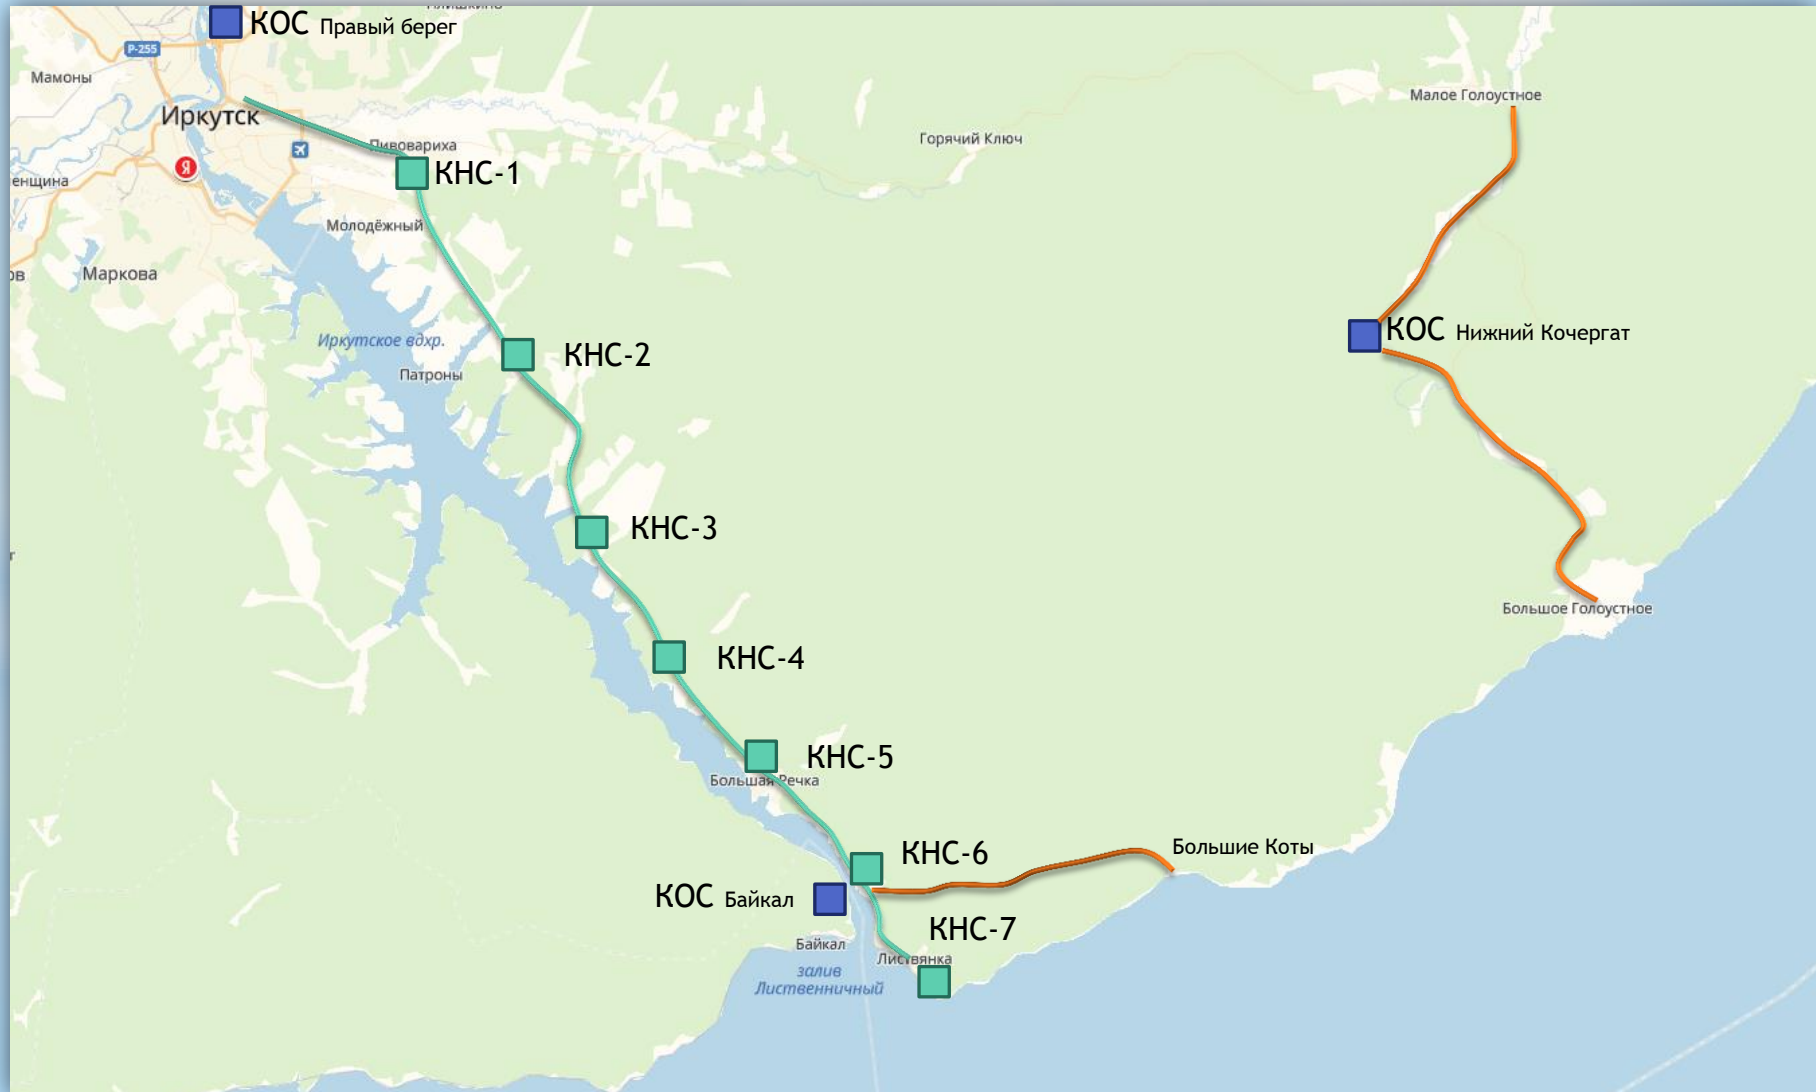 КОС Правый берег
Р-255
Мамоны
Иркутск
Малое Голоустное
Горячий Ключ
Пивовариха
Я
КНС-1
енщина
Молодёжный
Маркова
ов
КОС Нижний Кочергат
Иркутское вдхр.
КНС-2
Патроны
КНС-3
Большое Голоустное
КНС-4
КНС-5
Большая Речка
Большие Коты
КНС-6
КОС Байкал
КНС-7
Байкал
Листвянка
залив
Лиственничный